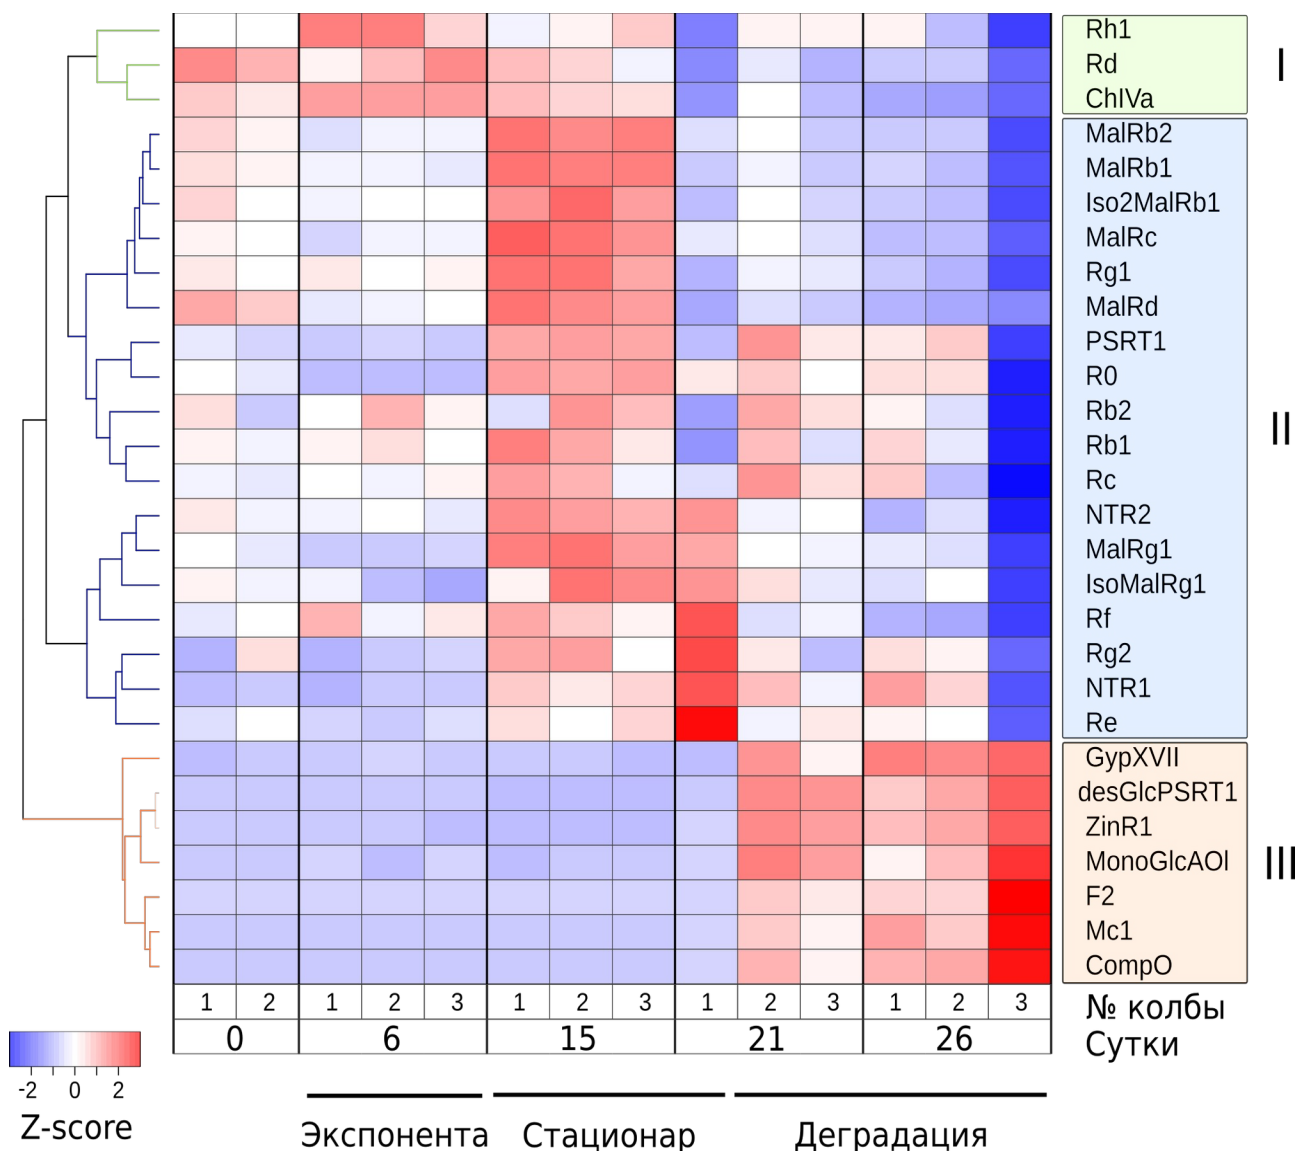 Rh1
Rd
I
ChIVa
MalRb2
MalRb1
Iso2MalRb1
MalRc
Rg1
MalRd
PSRT1
R0
Rb2
II
Rb1
Rc
NTR2
MalRg1
IsoMalRg1
Rf
Rg2
NTR1
Re
GypXVII
desGlcPSRT1
ZinR1
MonoGlcAOl
III
F2
Mc1
CompO
1 2 1 2 3 1 2 3 1 2 3 1 2 3 № колбы
0 6 15 21 26 Сутки
-2 0 2
Z-score
Экспонента Стационар Деградация